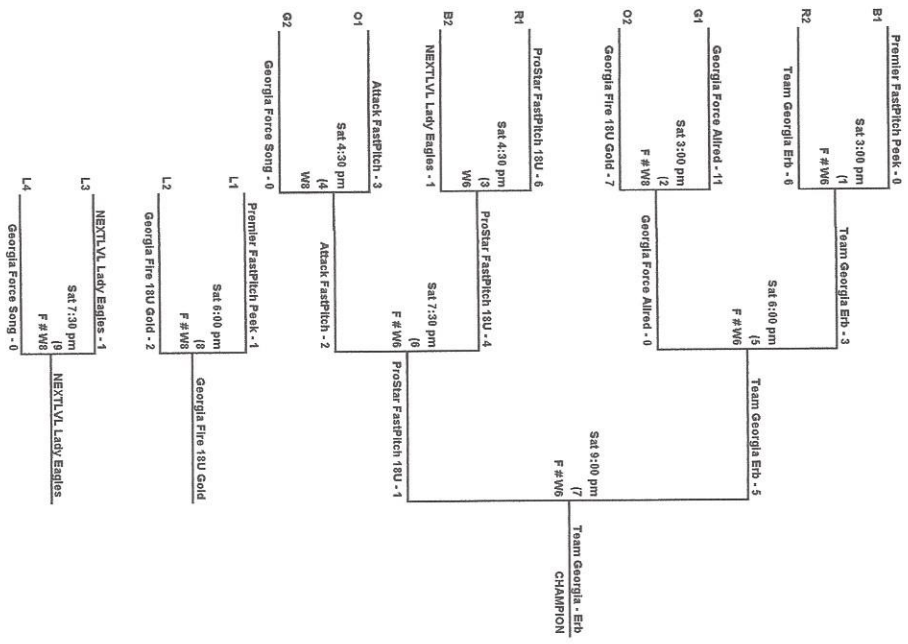 B1
Premier FastPitch Peek - 0
Sat 3:00 pm
(1
F # W6
Team Georgia Erb - 3
R2
Team Georgia Erb - 6
Sat 6:00 pm
(5
F # W6
Team Georgia Erb - 5
G1
Georgia Force Allred - 11
Sat 3:00 pm
(2
F # W8
Georgia Force Allred - 0
O2
Georgia Fire 18U Gold - 7
Sat 9:00 pm
(7
F # W6
Team Georgia - Erb
CHAMPION
R1
ProStar FastPitch 18U - 6
Sat 4:30 pm
(3
W6
ProStar FastPitch 18U - 4
B2
NEXTLVL Lady Eagles - 1
Sat 7:30 pm
(6
F # W6
ProStar FastPitch 18U - 1
O1
Attack FastPitch - 3
Sat 4:30 pm
(4
W8
Attack FastPitch - 2
G2
Georgia Force Song - 0
L1
Premier FastPitch Peek - 1
Sat 6:00 pm
(8
F # W8
Georgia Fire 18U Gold
L2
Georgia Fire 18U Gold - 2
L3
NEXTLVL Lady Eagles - 1
Sat 7:30 pm
(9
F # W8
NEXTLVL Lady Eagles
L4
Georgia Force Song - 0